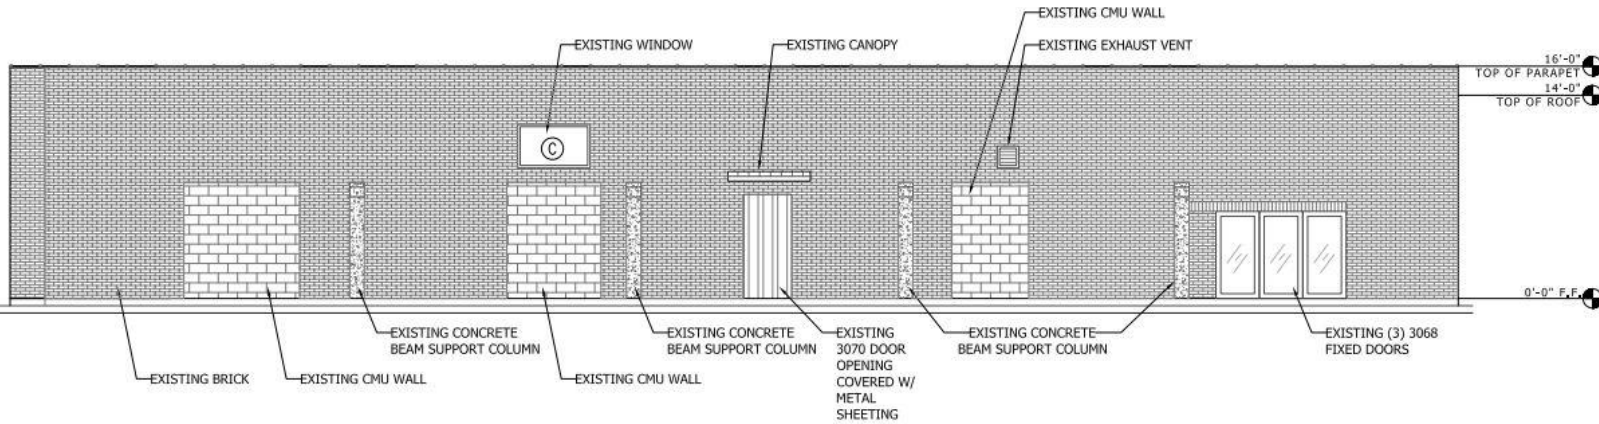 EXISTING CMU WALL
EXISTING WINDOW
EXISTING CANOPY
EXISTING EXHAUST VENT
16'-0"
TOP OF PARAPET
14'-0"
TOP OF ROOF
C
0'-0" F.F.
EXISTING CONCRETE
BEAM SUPPORT COLUMN
EXISTING CONCRETE
BEAM SUPPORT COLUMN
EXISTING
3070 DOOR
OPENING
COVERED W/
METAL
SHEETING
EXISTING CONCRETE
BEAM SUPPORT COLUMN
EXISTING (3) 3068
FIXED DOORS
EXISTING BRICK
EXISTING CMU WALL
EXISTING CMU WALL